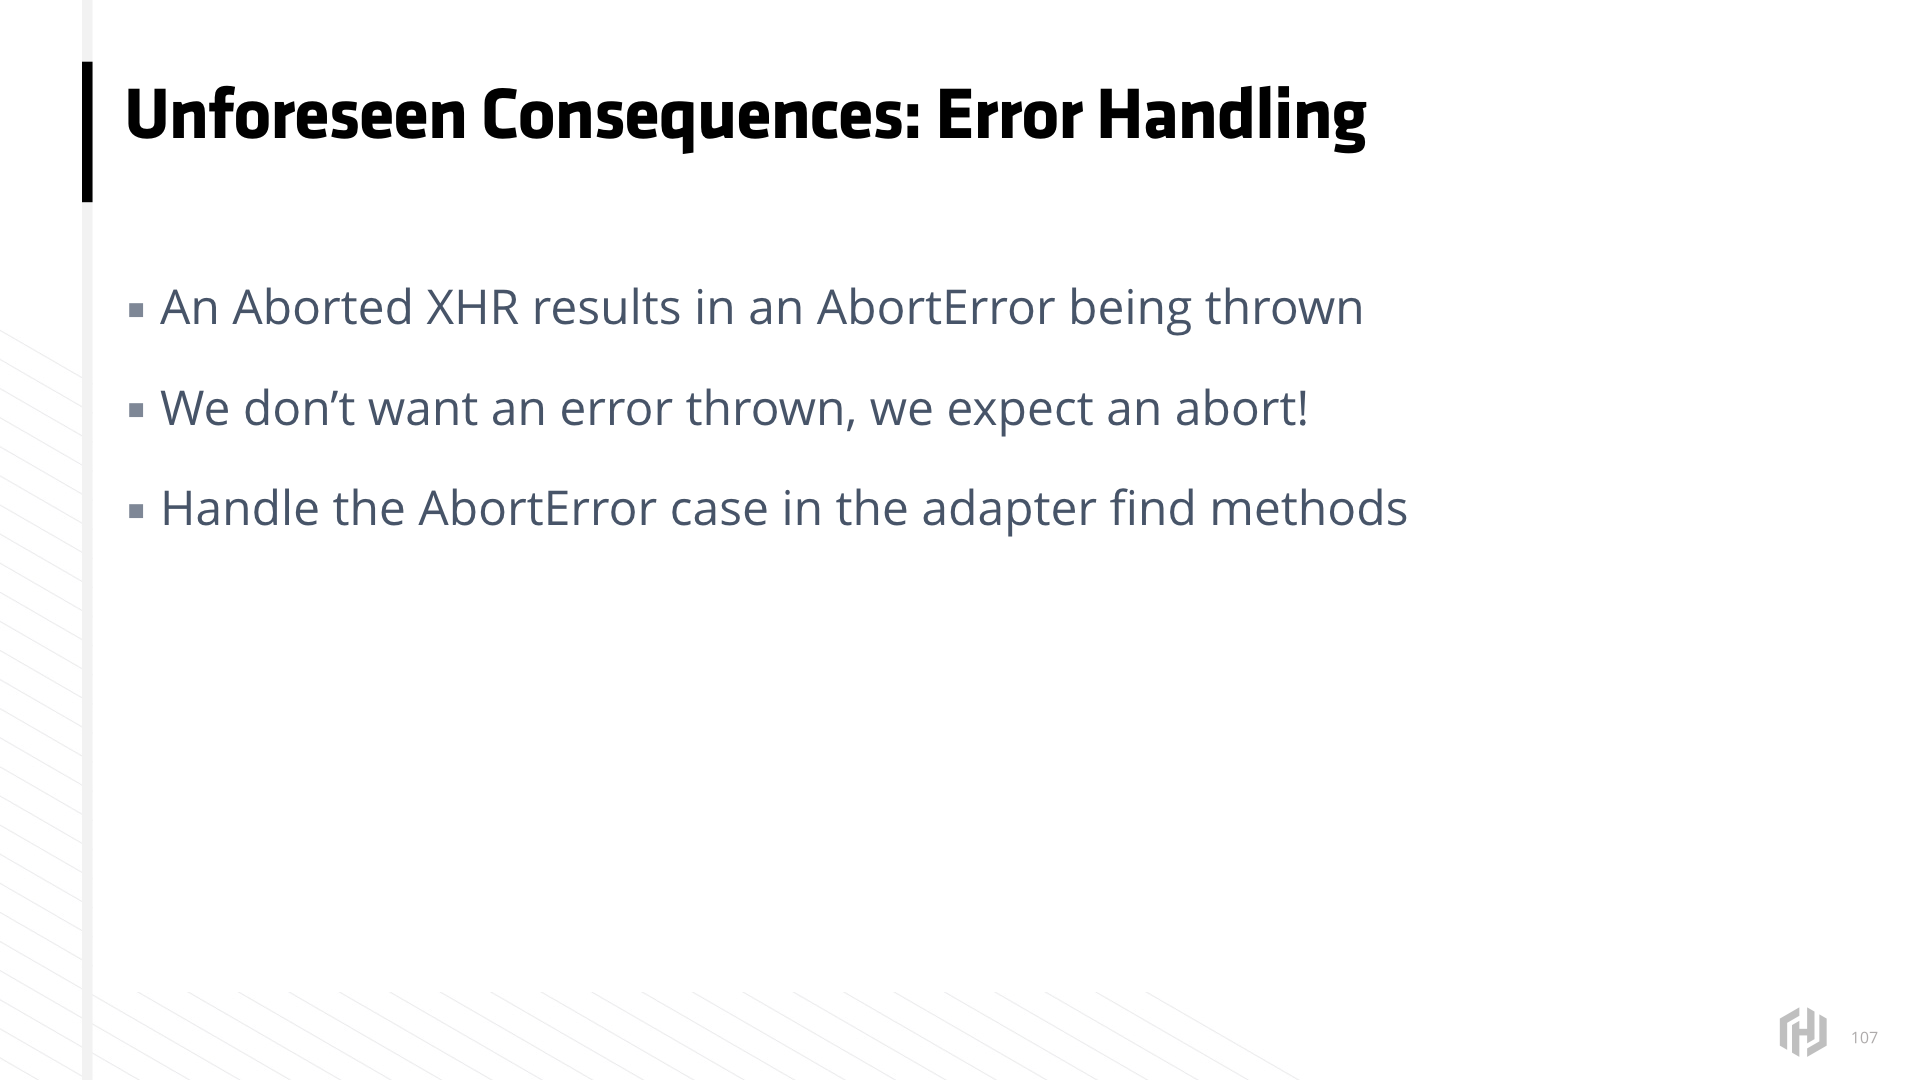 Unforeseen Consequences: Error Handling
▪ An Aborted XHR results in an AbortError being thrown
▪ We don’t want an error thrown, we expect an abort!
▪ Handle the AbortError case in the adapter find methods
107